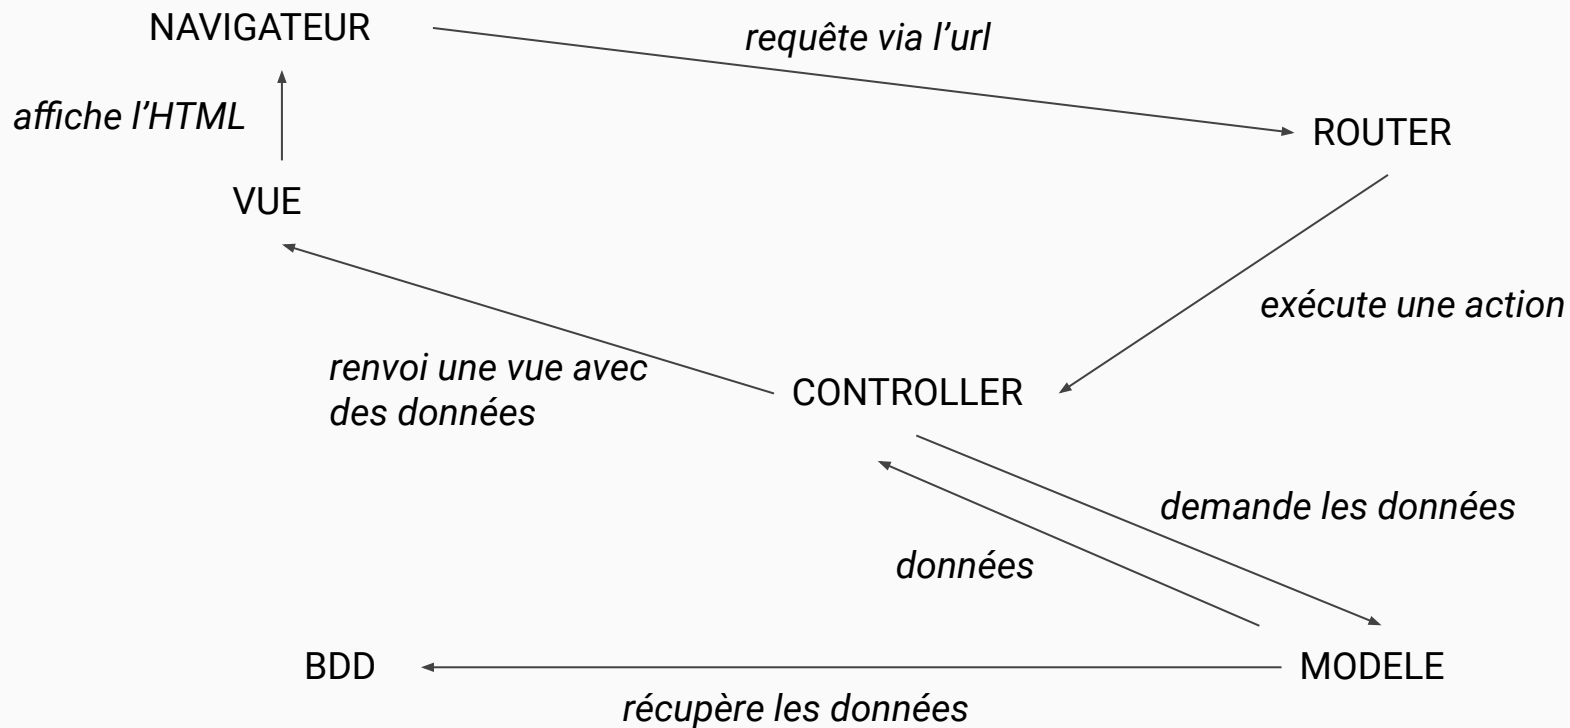 NAVIGATEUR
requête via l’url
affiche l’HTML
ROUTER
VUE
exécute une action
renvoi une vue avec
des données
CONTROLLER
demande les données
données
BDD
MODELE
récupère les données